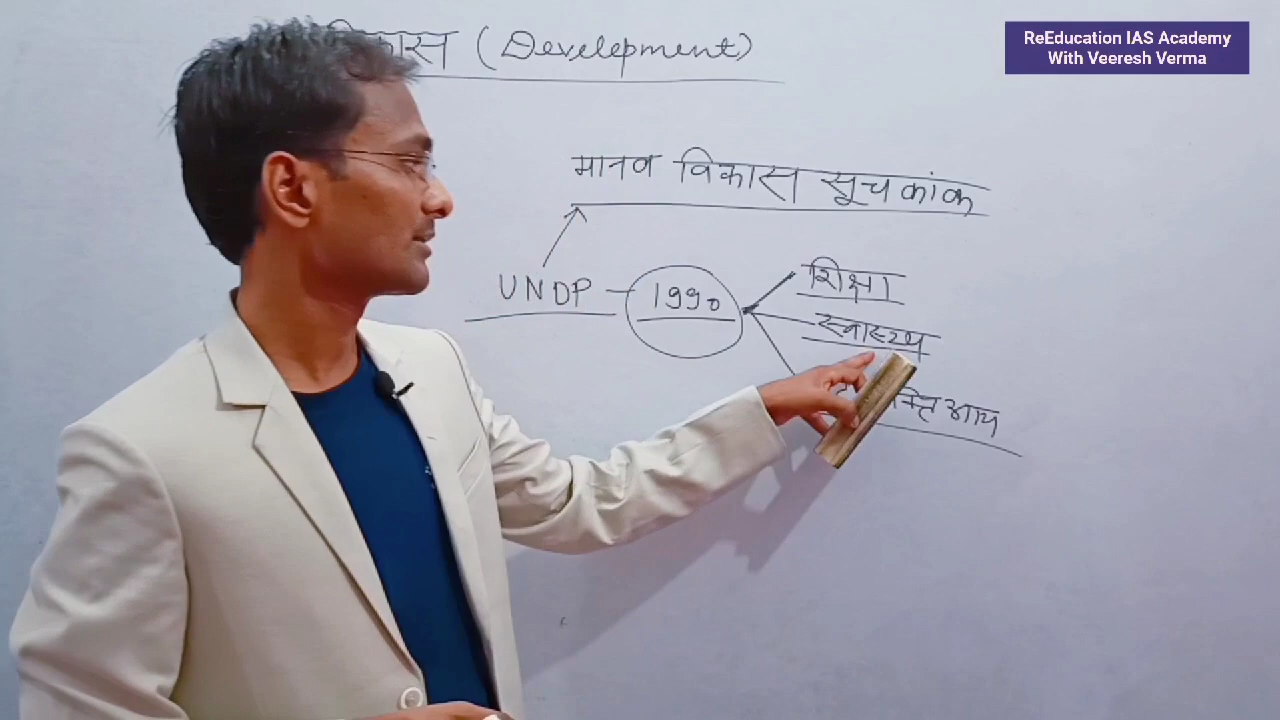 ReEducation IAS Academy
With Veeresh Verma
विकास (Development)
मानव विकास सूचकांक
UNDP - 1990
शिक्षा
स्वास्थ्य
आय